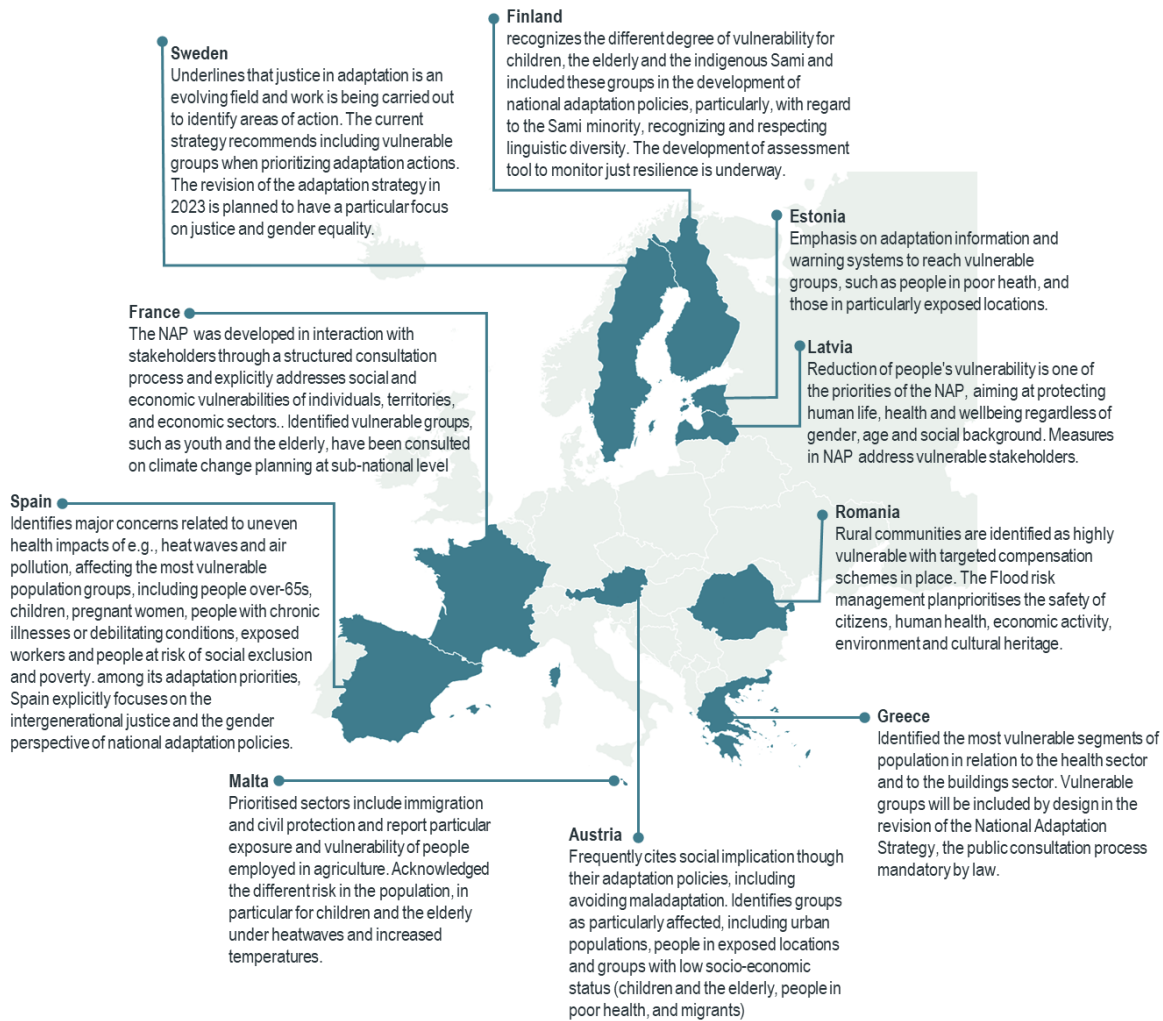 Sweden
Underlines that justice in adaptation is an
evolving field and work is being carried out
to identify areas of action. The current
strategy recommends including vulnerable
groups when prioritizing adaptation actions.
The revision of the adaptation strategy in
2023 is planned to have a particular focus
on justice and gender equality.
Finland
recognizes the different degree of vulnerability for
children, the elderly and the indigenous Sami and
included these groups in the development of
national adaptation policies, particularly, with regard
to the Sami minority, recognizing and respecting
linguistic diversity. The development of assessment
tool to monitor just resilience is underway.
Estonia
Emphasis on adaptation information and
warning systems to reach vulnerable
groups, such as people in poor heath, and
those in particularly exposed locations.
France
The NAP was developed in interaction with
stakeholders through a structured consultation
process and explicitly addresses social and
economic vulnerabilities of individuals, territories,
and economic sectors.. Identified vulnerable groups,
such as youth and the elderly, have been consulted
on climate change planning at sub-national level
Latvia
Reduction of people's vulnerability is one of
the priorities of the NAP, aiming at protecting
human life, health and wellbeing regardless of
gender, age and social background. Measures
in NAP address vulnerable stakeholders.
Spain
Identifies major concerns related to uneven
health impacts of e.g., heat waves and air
pollution, affecting the most vulnerable
population groups, including people over-65s,
children, pregnant women, people with chronic
illnesses or debilitating conditions, exposed
workers and people at risk of social exclusion
and poverty. among its adaptation priorities,
Spain explicitly focuses on the
intergenerational justice and the gender
perspective of national adaptation policies.
Romania
Rural communities are identified as highly
vulnerable with targeted compensation
schemes in place. The Flood risk
management planprioritises the safety of
citizens, human health, economic activity,
environment and cultural heritage.
Greece
Identified the most vulnerable segments of
population in relation to the health sector
and to the buildings sector. Vulnerable
groups will be included by design in the
revision of the National Adaptation
Strategy, the public consultation process
mandatory by law.
Malta
Prioritised sectors include immigration
and civil protection and report particular
exposure and vulnerability of people
employed in agriculture. Acknowledged
the different risk in the population, in
particular for children and the elderly
under heatwaves and increased
temperatures.
Austria
Frequently cites social implication though
their adaptation policies, including
avoiding maladaptation. Identifies groups
as particularly affected, including urban
populations, people in exposed locations
and groups with low socio-economic
status (children and the elderly, people in
poor health, and migrants)